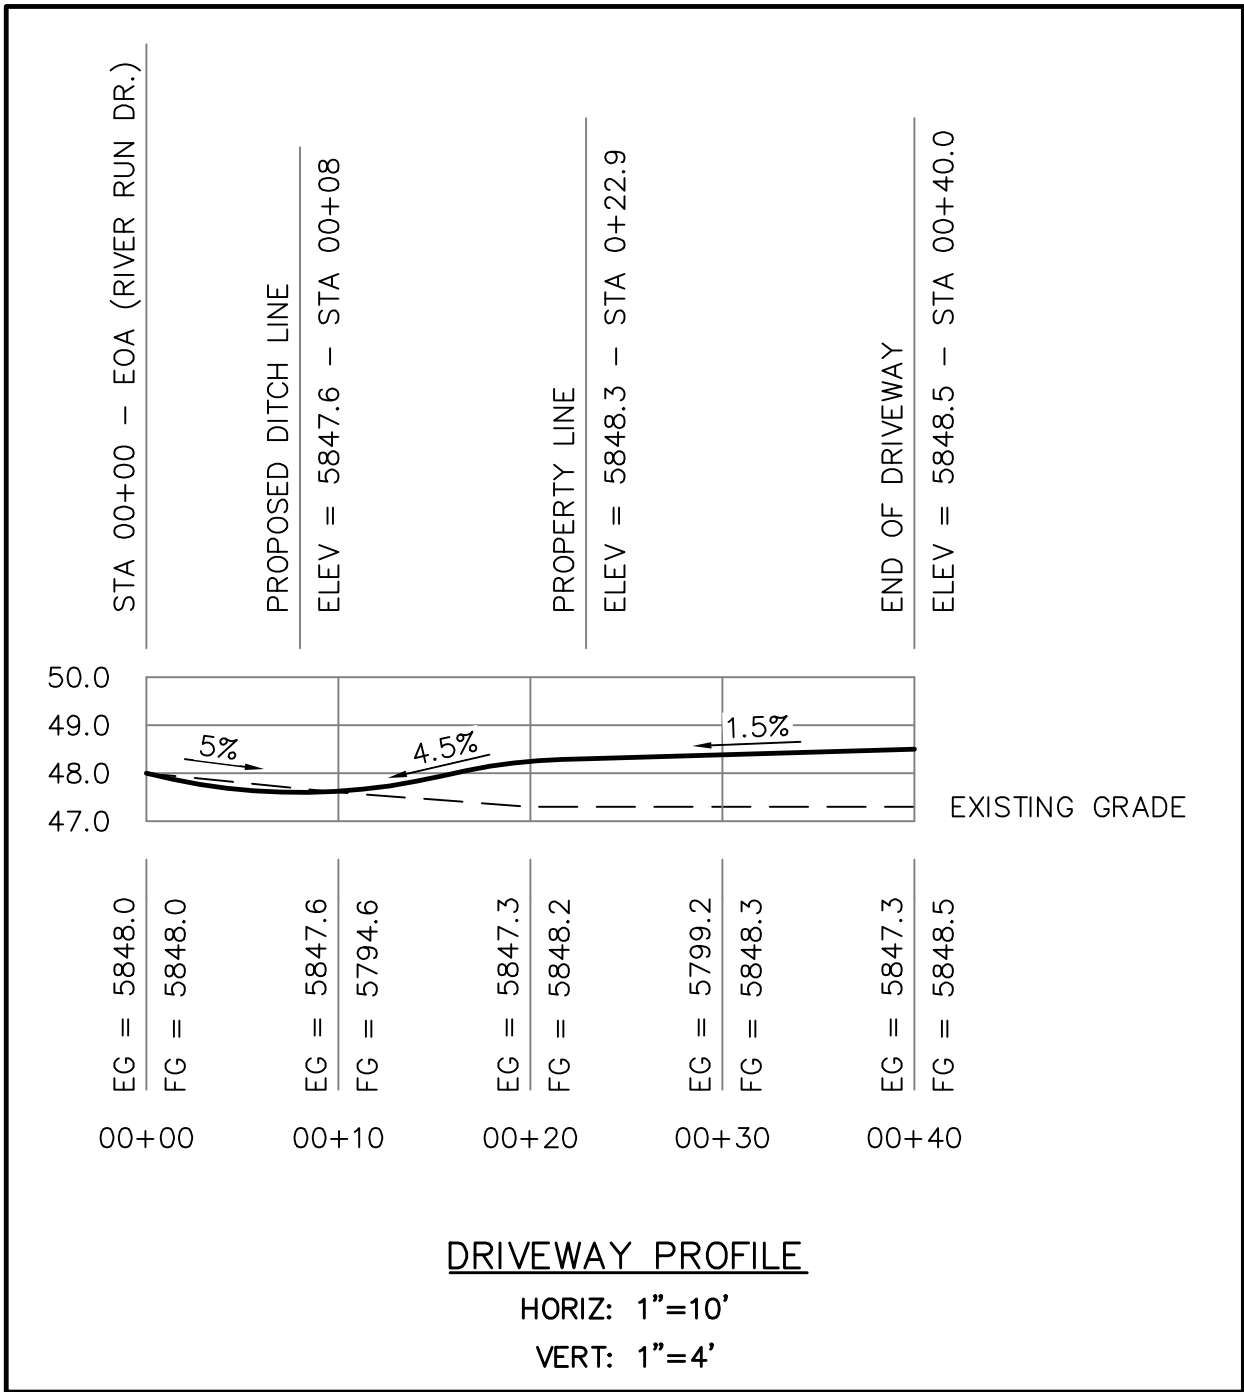 STA 00+00 - EOA (RIVER RUN DR.)
PROPOSED DITCH LINE
ELEV = 5847.6 - STA 00+08
PROPERTY LINE
ELEV = 5848.3 - STA 0+22.9
END OF DRIVEWAY
ELEV = 5848.5 - STA 00+40.0
50.0
49.0
48.0
47.0
5%
4.5%
1.5%
EXISTING GRADE
EG = 5848.0
FG = 5848.0
EG = 5847.6
FG = 5794.6
EG = 5847.3
FG = 5848.2
EG = 5799.2
FG = 5848.3
EG = 5847.3
FG = 5848.5
00+00
00+10
00+20
00+30
00+40
DRIVEWAY PROFILE
HORIZ: 1"=10'
VERT: 1"=4'